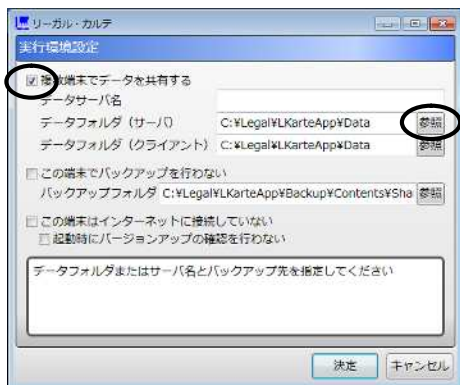 リーガル・カルテ
実行環境設定
複数端末でデータを共有する
データサーバ名
データフォルダ（サーバ） C:¥Legal¥LKarteApp¥Data 参照
データフォルダ（クライアント） C:¥Legal¥LKarteApp¥Data 参照
この端末でバックアップを行わない
バックアップフォルダ C:¥Legal¥LKarteApp¥Backup¥Contents¥Sha 参照
この端末はインターネットに接続していない
起動時にバージョンアップの確認を行わない
データフォルダまたはサーバ名とバックアップ先を指定してください
決定 キャンセル